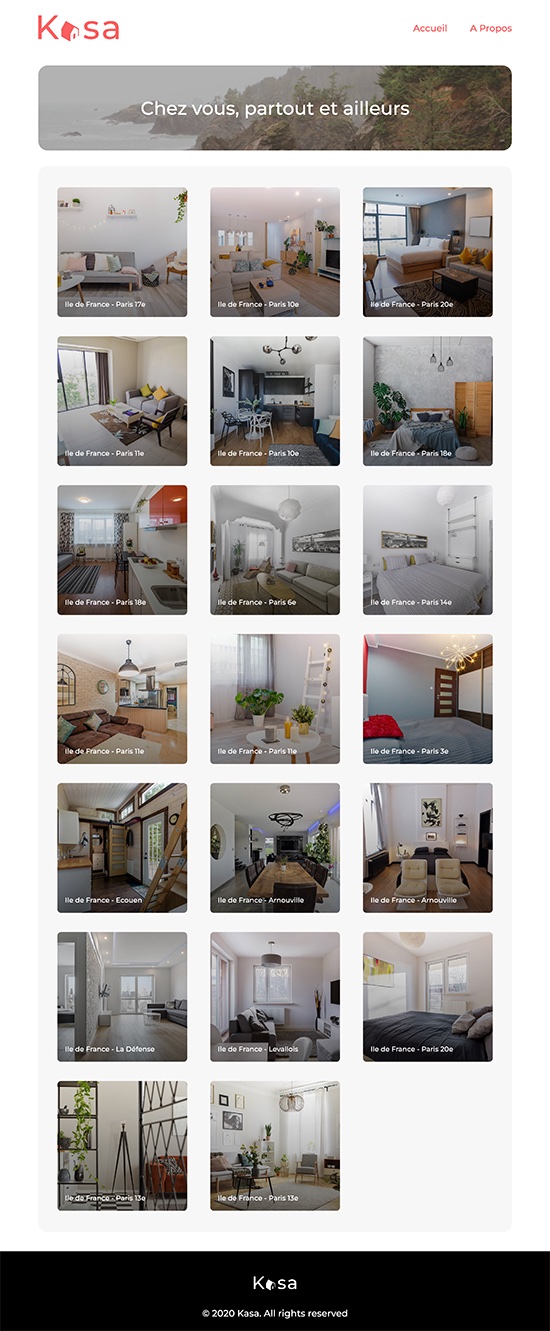 Kasa
Accueil A Propos
Chez vous, partout et ailleurs
Ile de France - Paris 17e
Ile de France - Paris 10e
Ile de France - Paris 20e
Ile de France - Paris 11e
Ile de France - Paris 10e
Ile de France - Paris 18e
Ile de France - Paris 18e
Ile de France - Paris 6e
Ile de France - Paris 14e
Ile de France - Paris 11e
Ile de France - Paris 11e
Ile de France - Paris 3e
Ile de France - Ecouen
Ile de France - Arnouville
Ile de France - Arnouville
Ile de France - La Défense
Ile de France - Levallois
Ile de France - Paris 20e
Ile de France - Paris 13e
Ile de France - Paris 13e
Kasa
© 2020 Kasa. All rights reserved